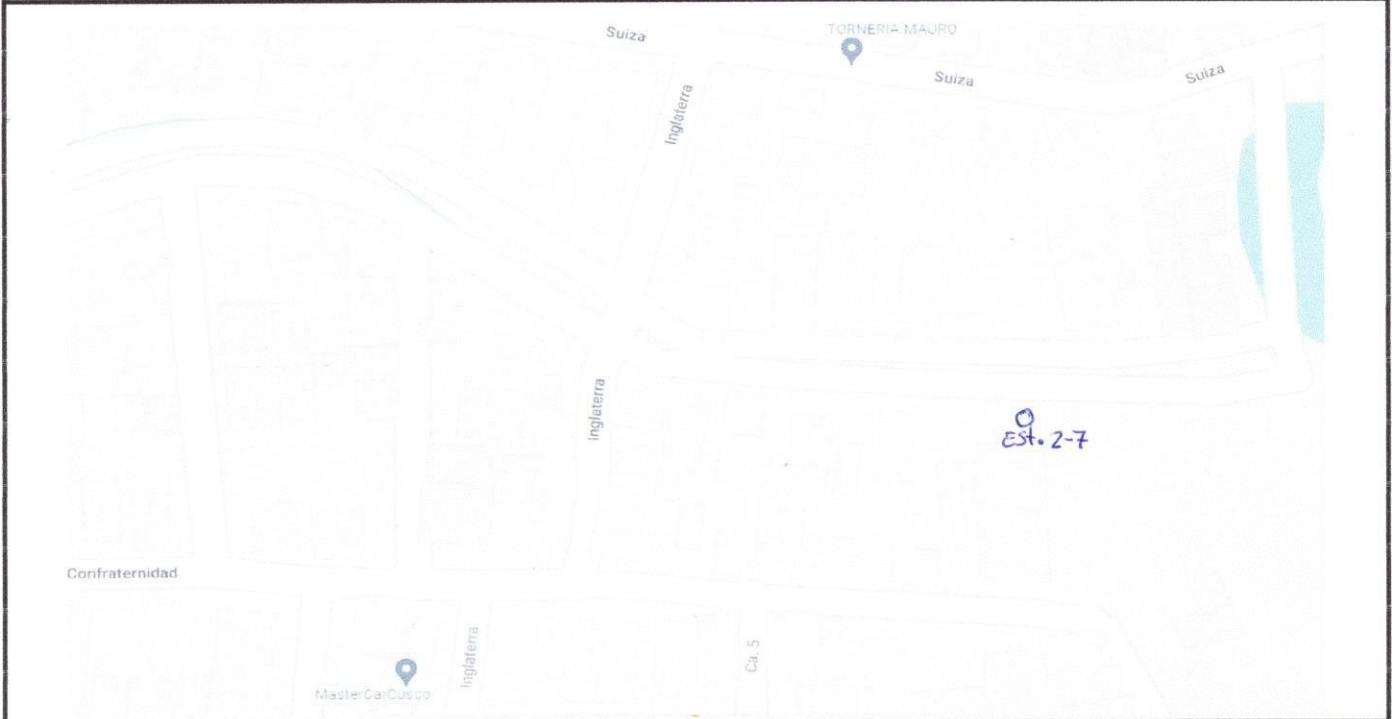 Suiza
TORNERIA MAURO
Suiza
Suiza
Inglaterra
Inglaterra
Est. 2-7
Confraternidad
Inglaterra
Ca. 5
MasterCarCusco